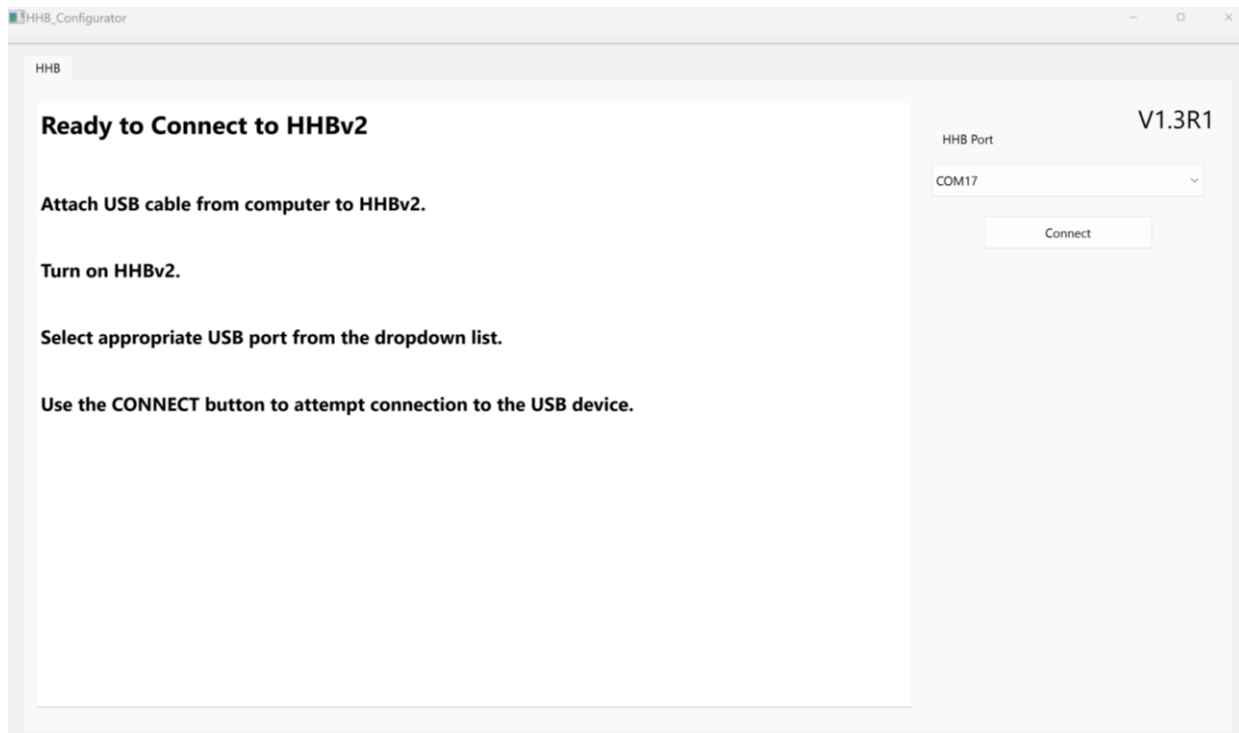 HHB_Configurator
HHB
Ready to Connect to HHBv2
Attach USB cable from computer to HHBv2.
Turn on HHBv2.
Select appropriate USB port from the dropdown list.
Use the CONNECT button to attempt connection to the USB device.
V1.3R1
HHB Port
COM17
Connect